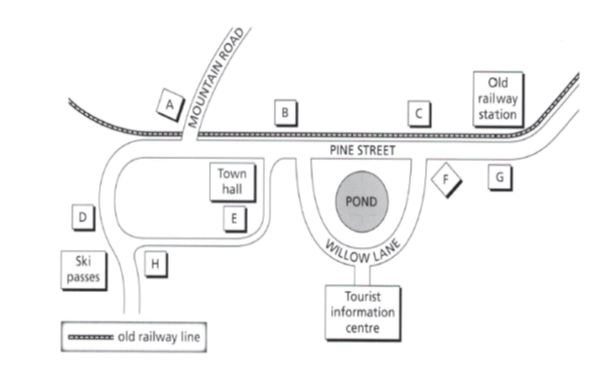 MOUNTAIN ROAD
A
B
C
Old
railway
station
PINE STREET
Town
hall
POND
F
G
D
E
WILLOW LANE
Ski
passes
H
Tourist
information
centre
old railway line